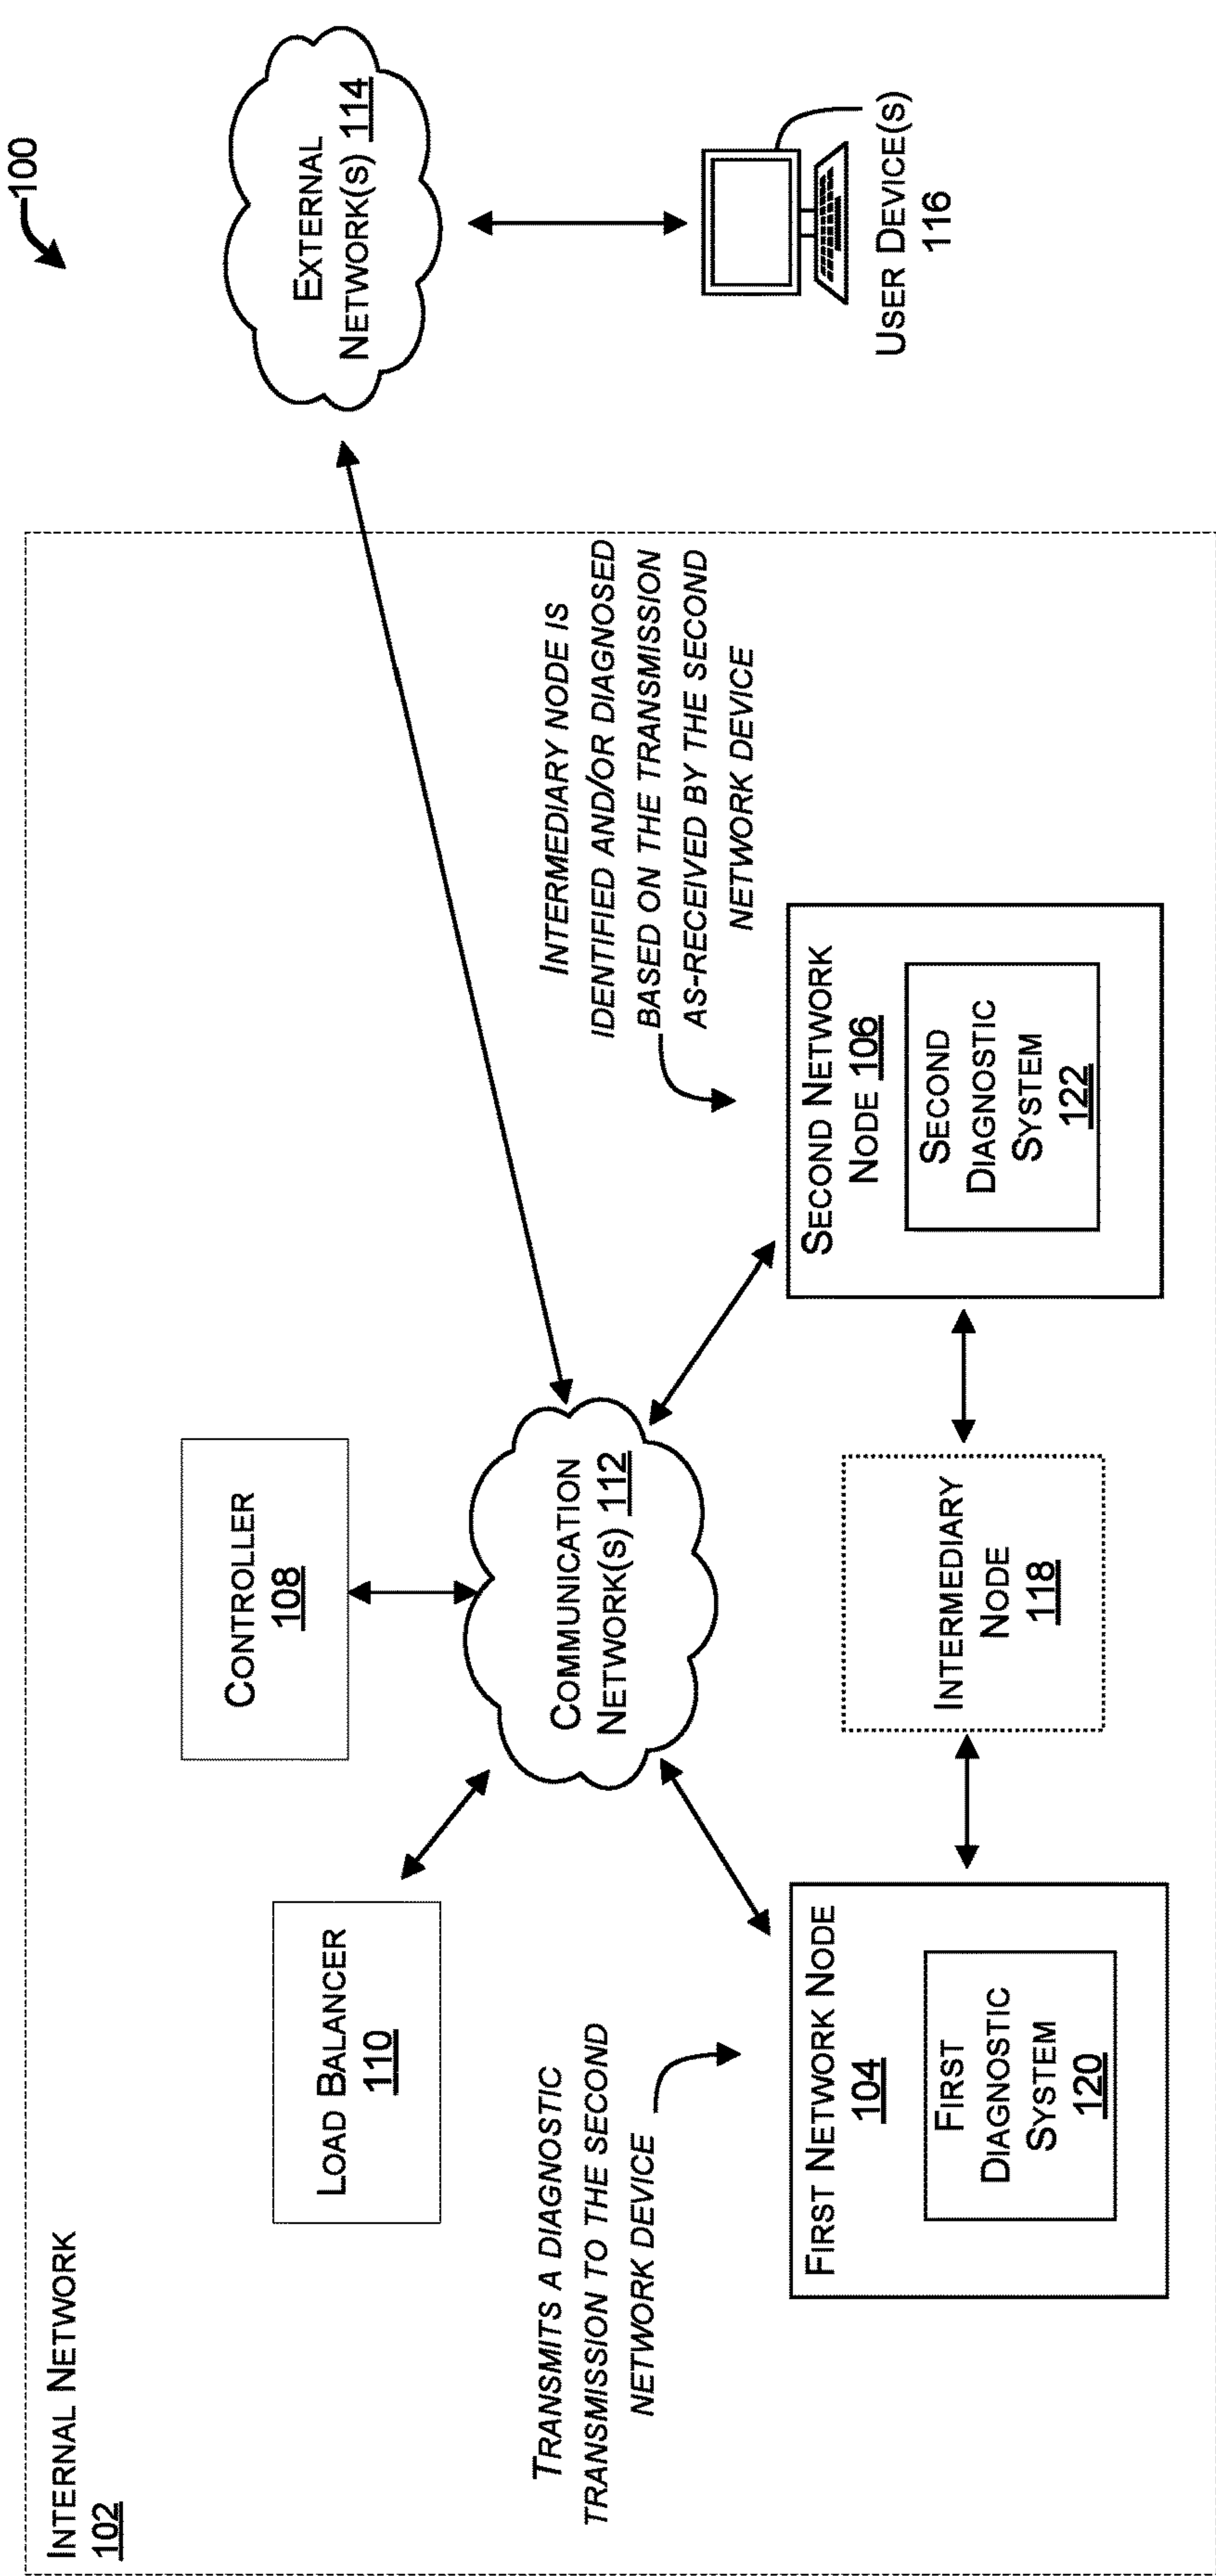 100
INTERNAL NETWORK
102
LOAD BALANCER
110
CONTROLLER
108
EXTERNAL
NETWORK(S) 114
COMMUNICATION
NETWORK(S) 112
TRANSMITS A DIAGNOSTIC
TRANSMISSION TO THE SECOND
NETWORK DEVICE
INTERMEDIARY NODE IS
IDENTIFIED AND/OR DIAGNOSED
BASED ON THE TRANSMISSION
AS-RECEIVED BY THE SECOND
NETWORK DEVICE
USER DEVICE(S)
116
FIRST NETWORK NODE
104
FIRST
DIAGNOSTIC
SYSTEM
120
INTERMEDIARY
NODE
118
SECOND NETWORK
NODE 106
SECOND
DIAGNOSTIC
SYSTEM
122